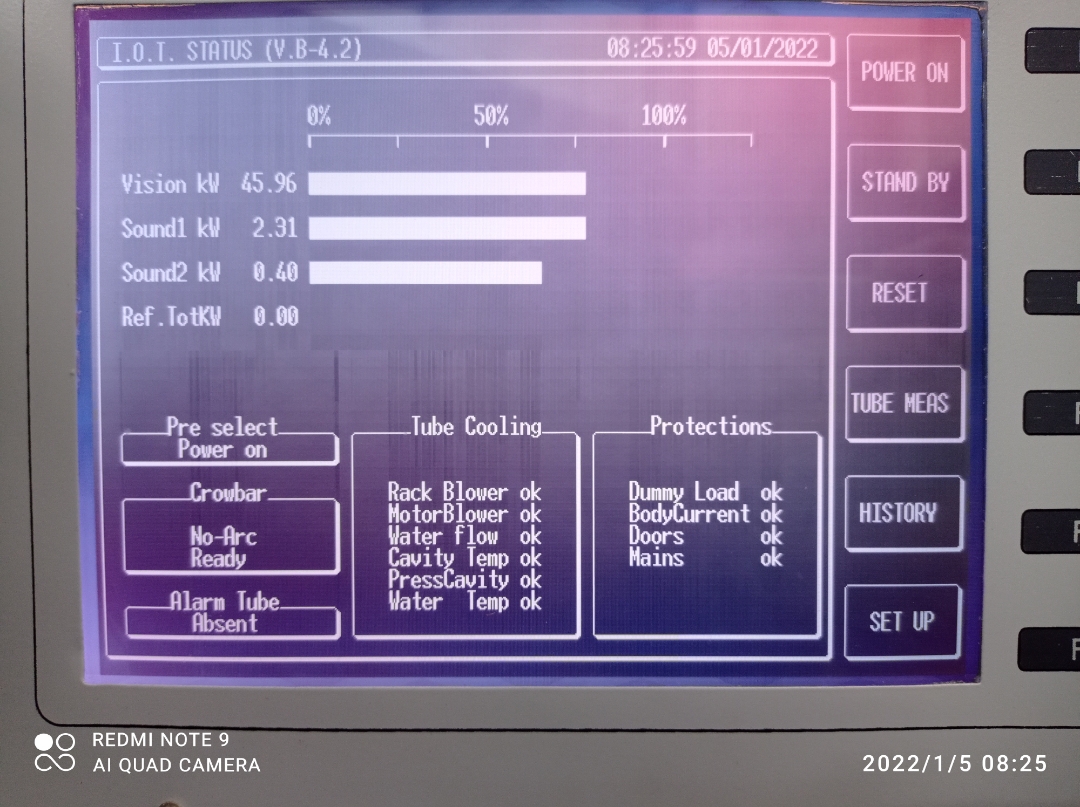 I.O.T. STATUS (V.B-4.2) 08:25:59 05/01/2022
0% 50% 100%
Vision kW 45.96
Sound1 kW 2.31
Sound2 kW 0.40
Ref.TotKW 0.00
Pre select
Power on
Crowbar
No-Arc
Ready
Alarm Tube
Absent
Tube Cooling
Rack Blower ok
MotorBlower ok
Water flow ok
Cavity Temp ok
PressCavity ok
Water Temp ok
Protections
Dummy Load ok
BodyCurrent ok
Doors ok
Mains ok
POWER ON
STAND BY
RESET
TUBE MEAS
HISTORY
SET UP
REDMI NOTE 9
AI QUAD CAMERA
2022/1/5 08:25